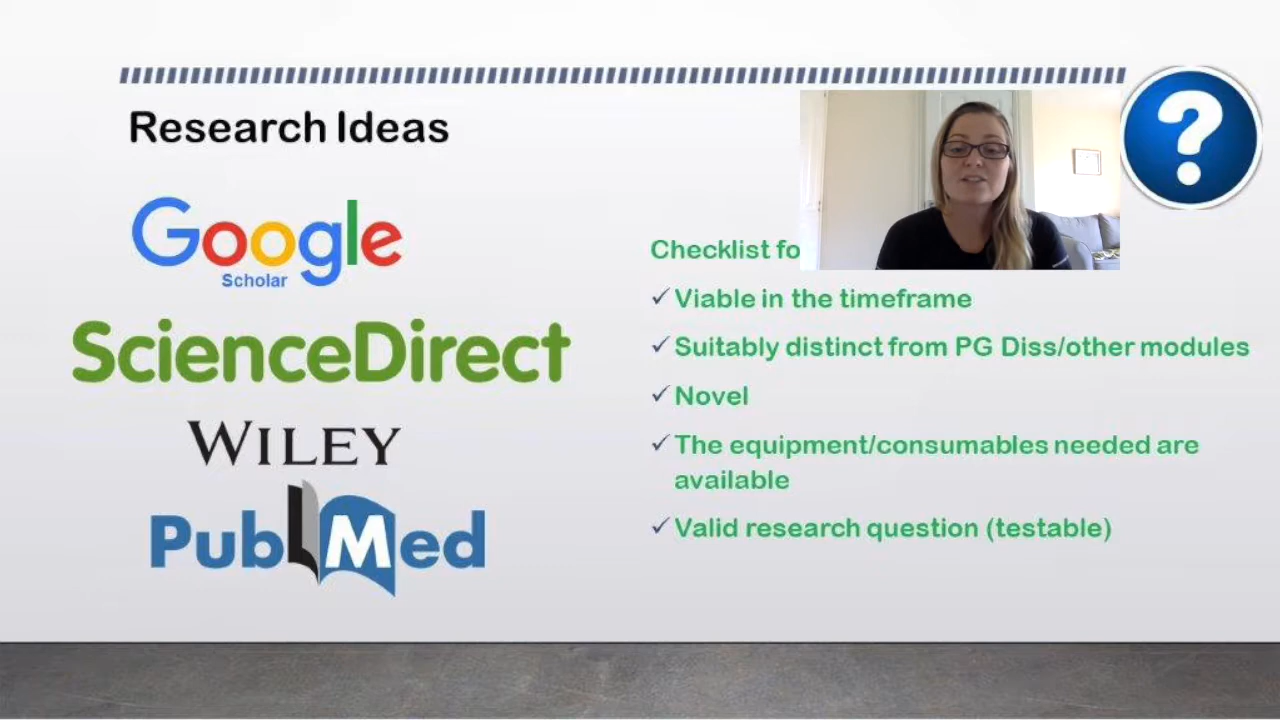 Research Ideas
Google
Scholar
ScienceDirect
WILEY
PubMed
Checklist fo
✓ Viable in the timeframe
✓ Suitably distinct from PG Diss/other modules
✓ Novel
✓ The equipment/consumables needed are
available
✓ Valid research question (testable)
?